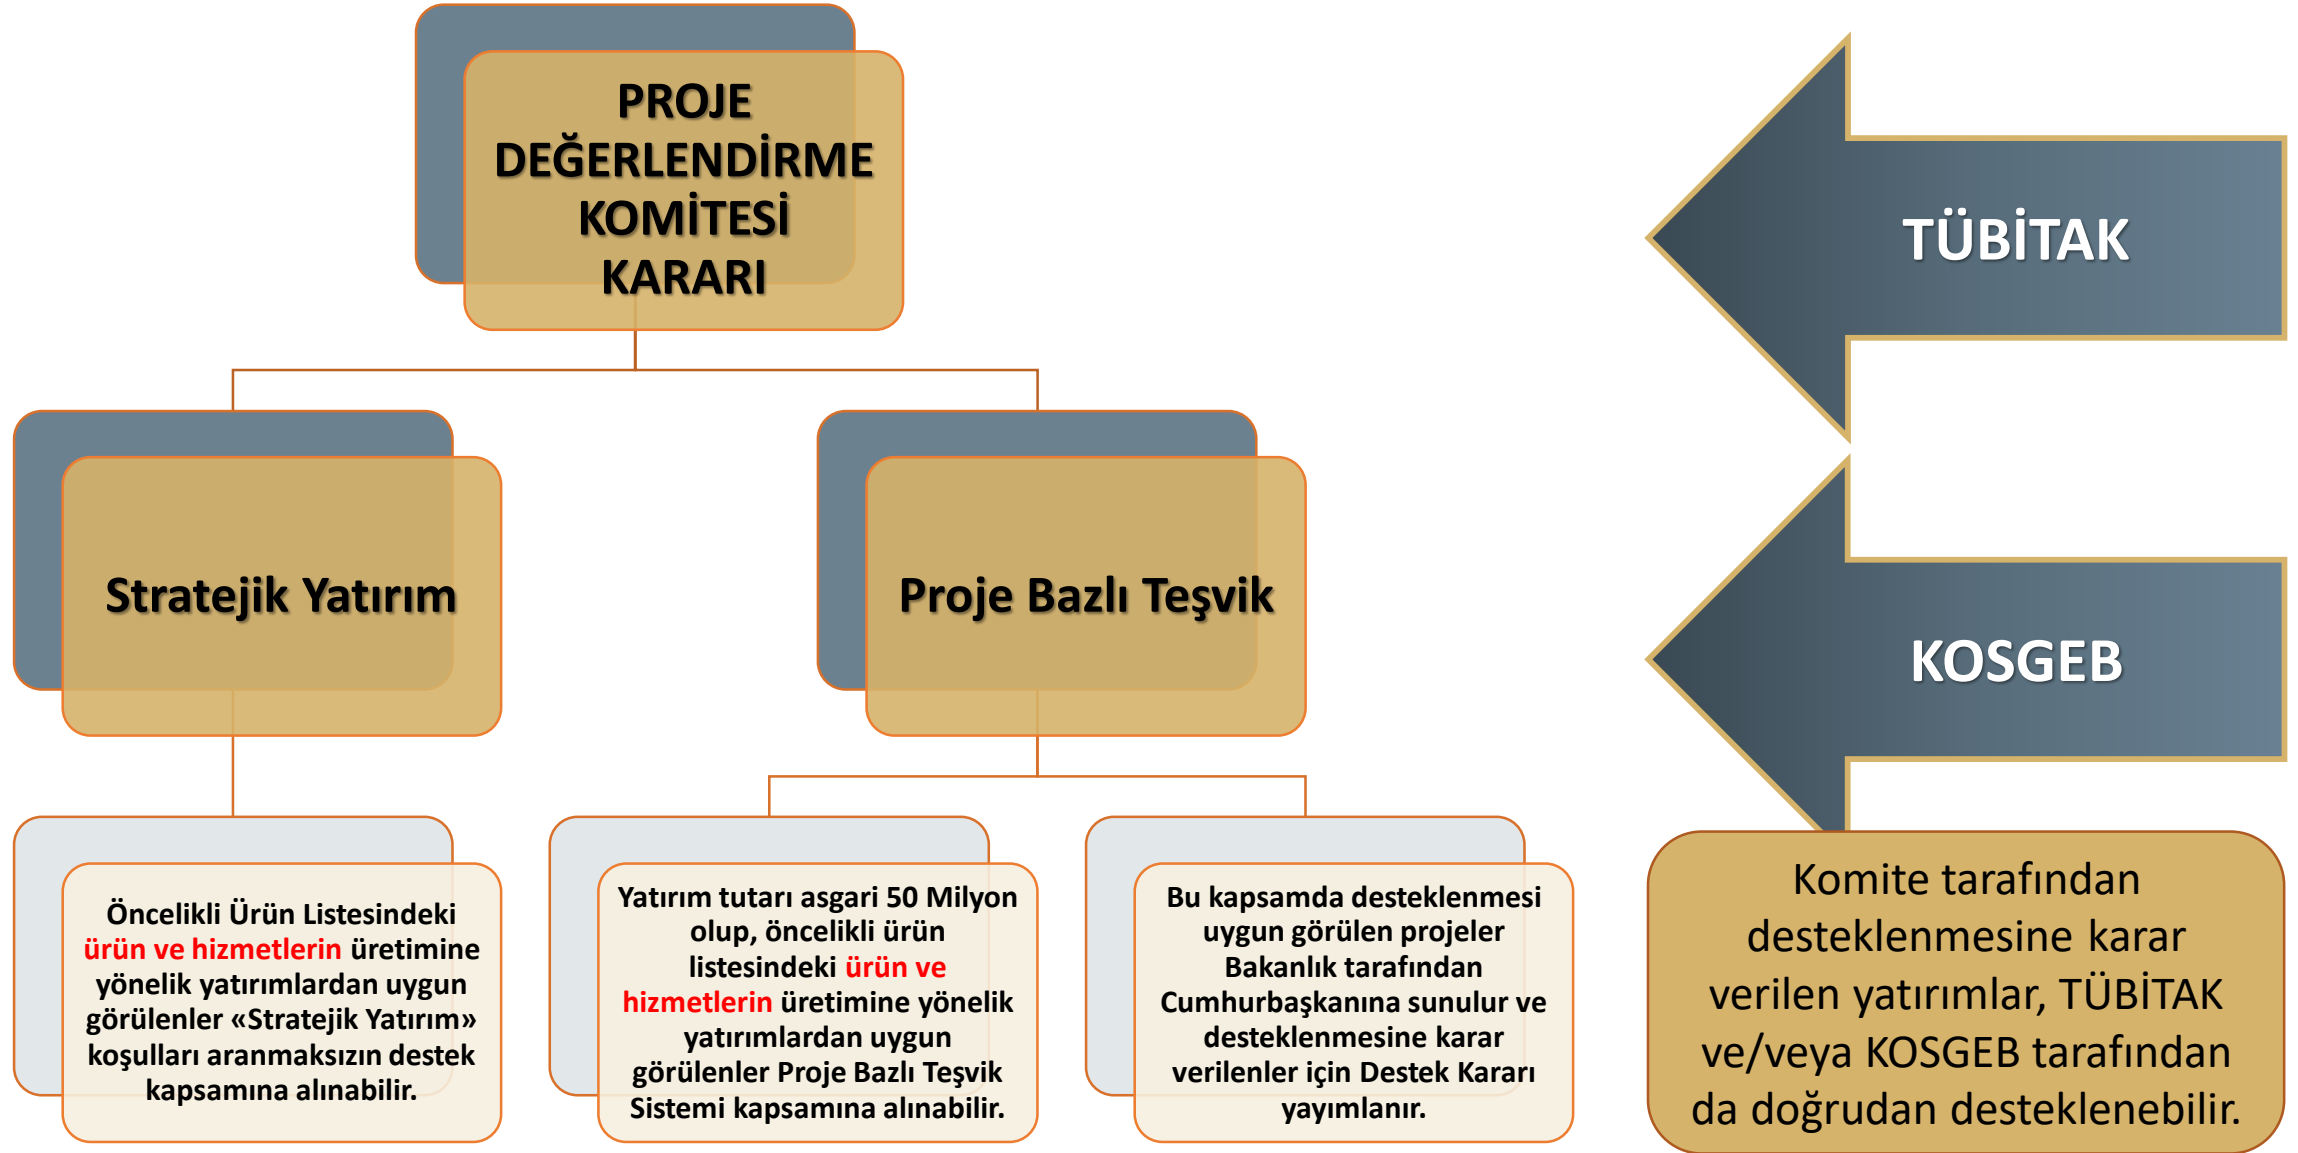 PROJE
DEĞERLENDİRME
KOMİTESİ
KARARI
Stratejik Yatırım
Proje Bazlı Teşvik
Öncelikli Ürün Listesindeki
ürün ve hizmetlerin üretimine
yönelik yatırımlardan uygun
görülenler «Stratejik Yatırım»
koşulları aranmaksızın destek
kapsamına alınabilir.
Yatırım tutarı asgari 50 Milyon
olup, öncelikli ürün
listesindeki ürün ve
hizmetlerin üretimine yönelik
yatırımlardan uygun
görülenler Proje Bazlı Teşvik
Sistemi kapsamına alınabilir.
Bu kapsamda desteklenmesi
uygun görülen projeler
Bakanlık tarafından
Cumhurbaşkanına sunulur ve
desteklenmesine karar
verilenler için Destek Kararı
yayımlanır.
TÜBİTAK
KOSGEB
Komite tarafından
desteklenmesine karar
verilen yatırımlar, TÜBİTAK
ve/veya KOSGEB tarafından
da doğrudan desteklenebilir.